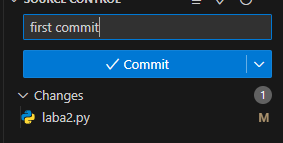 SOURCE CONTROL
first commit
Commit
Changes 1
laba2.py M